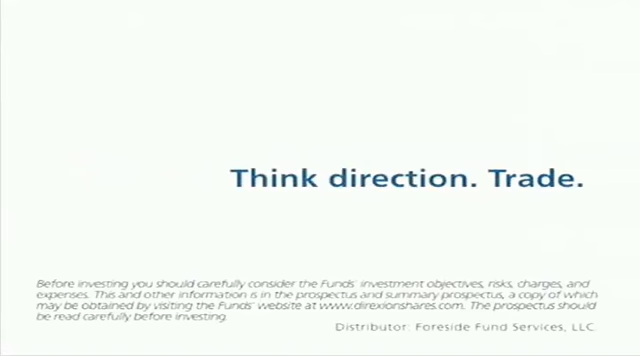 Think direction. Trade.
Before investing you should carefully consider the Funds' investment objectives, risks, charges, and
expenses. This and other information is in the prospectus and summary prospectus, a copy of which
may be obtained by visiting the Funds' website at www.direxionshares.com. The prospectus should
be read carefully before investing.
Distributor: Foreside Fund Services, LLC.